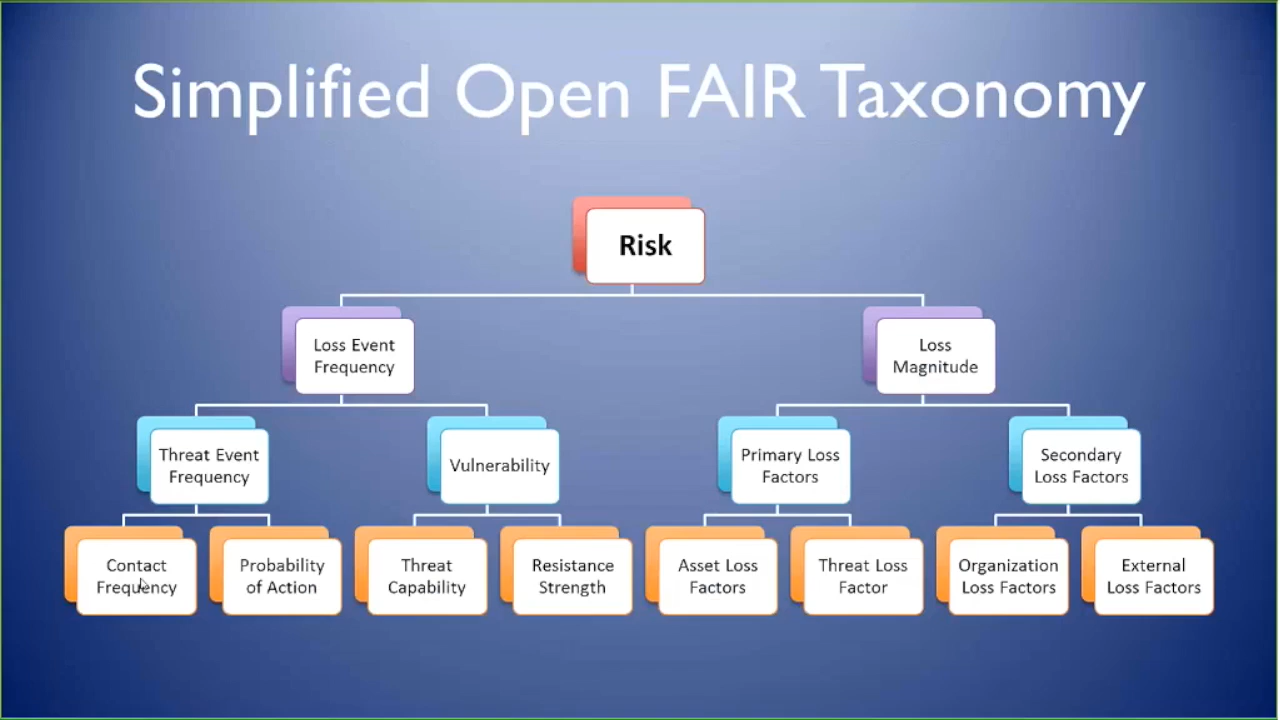 Simplified Open FAIR Taxonomy
Risk
Loss Event
Frequency
Loss
Magnitude
Threat Event
Frequency
Vulnerability
Primary Loss
Factors
Secondary
Loss Factors
Contact
Frequency
Probability
of Action
Threat
Capability
Resistance
Strength
Asset Loss
Factors
Threat Loss
Factor
Organization
Loss Factors
External
Loss Factors